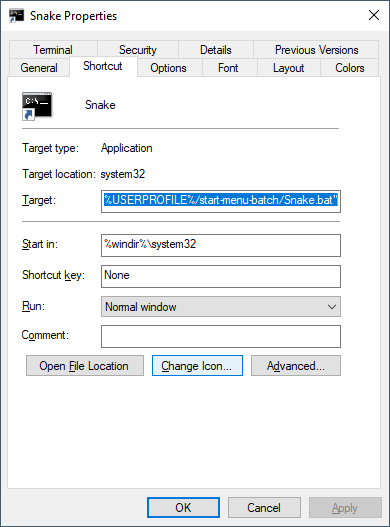 Snake Properties
Terminal Security Details Previous Versions
General Shortcut Options Font Layout Colors
C:\
Snake
Target type: Application
Target location: system32
Target: %USERPROFILE%/start-menu-batch/Snake.bat"
Start in: %windir%\system32
Shortcut key: None
Run: Normal window
Comment:
Open File Location Change Icon... Advanced...
OK Cancel Apply